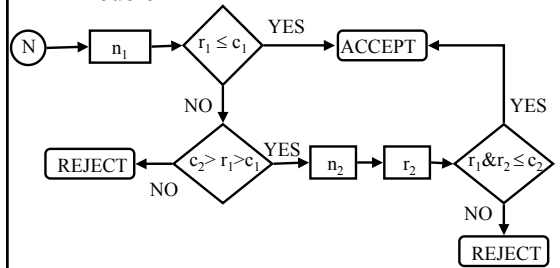 YES
N
n₁
r₁ ≤ c₁
ACCEPT
NO
YES
REJECT
c₂> r₁>c₁
YES
n₂
r₂
r₁&r₂ ≤ c₂
NO
NO
REJECT